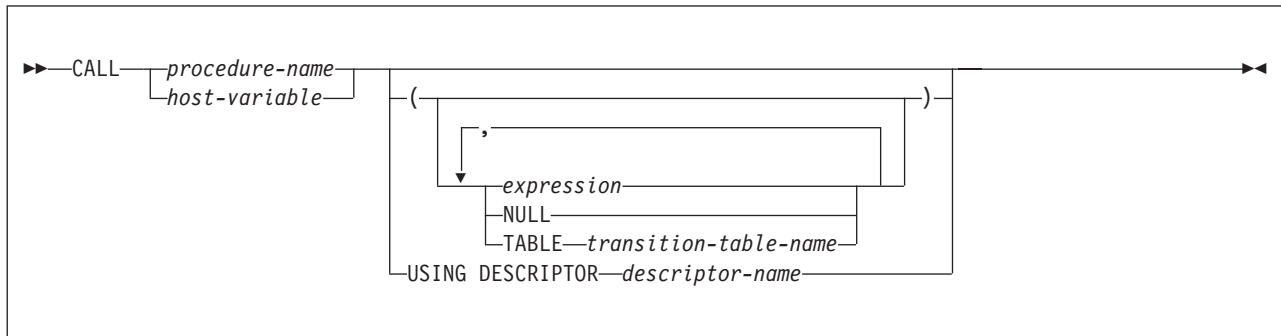 CALL procedure-name
host-variable
( )
,
expression
NULL
TABLE transition-table-name
USING DESCRIPTOR descriptor-name